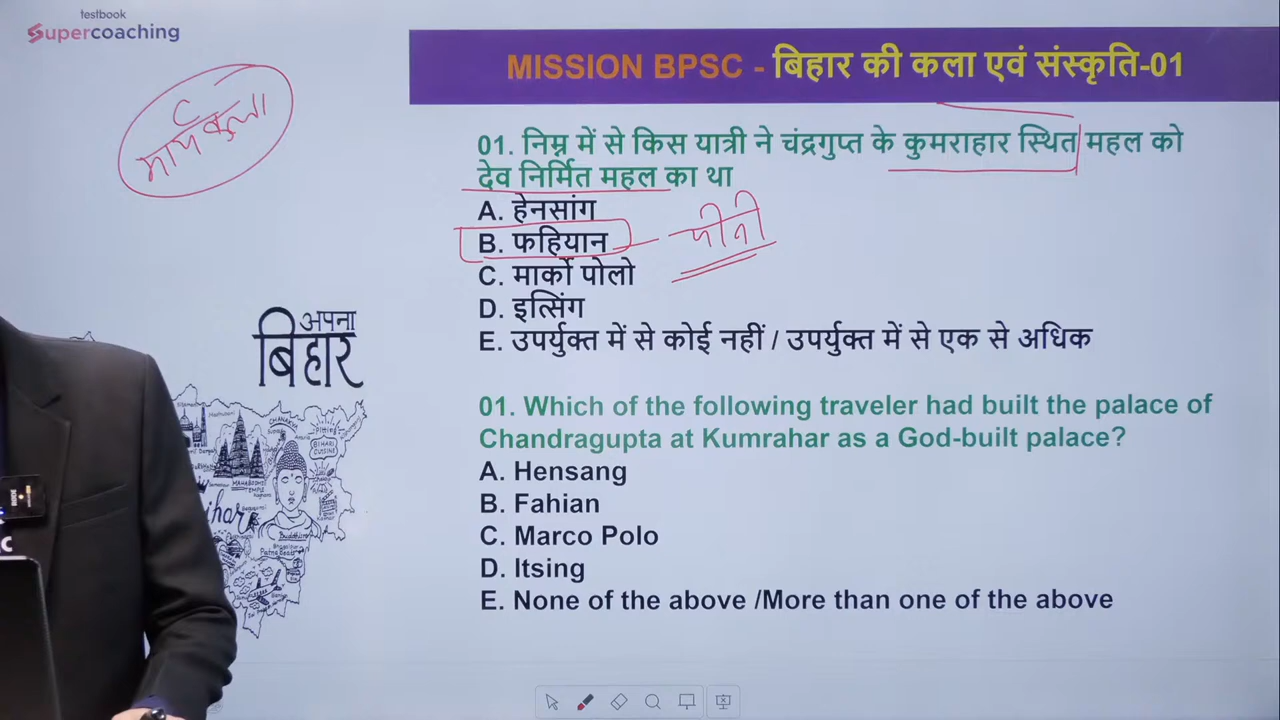 testbook
Supercoaching
MISSION BPSC - बिहार की कला एवं संस्कृति-01
मौर्य कला
01. निम्न में से किस यात्री ने चंद्रगुप्त के कुमराहार स्थित महल को
देव निर्मित महल का था
A. हेनसांग
B. फहियान
चीनी
C. मार्को पोलो
D. इत्सिंग
E. उपर्युक्त में से कोई नहीं / उपर्युक्त में से एक से अधिक
अपना
बिहार
01. Which of the following traveler had built the palace of
Chandragupta at Kumrahar as a God-built palace?
A. Hensang
B. Fahian
C. Marco Polo
D. Itsing
E. None of the above /More than one of the above